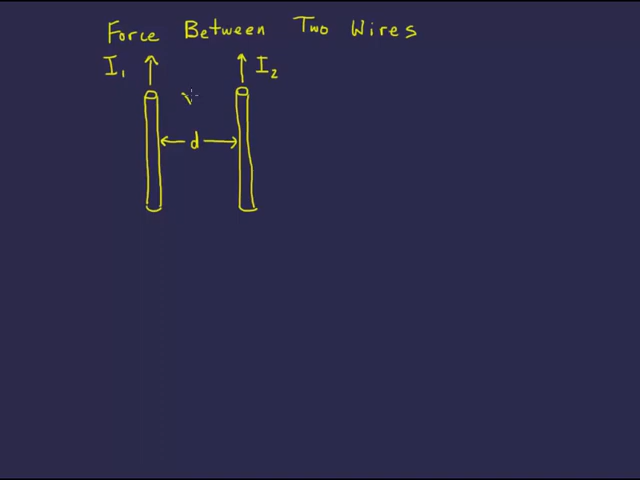 Force Between Two Wires
I₁ I₂
d